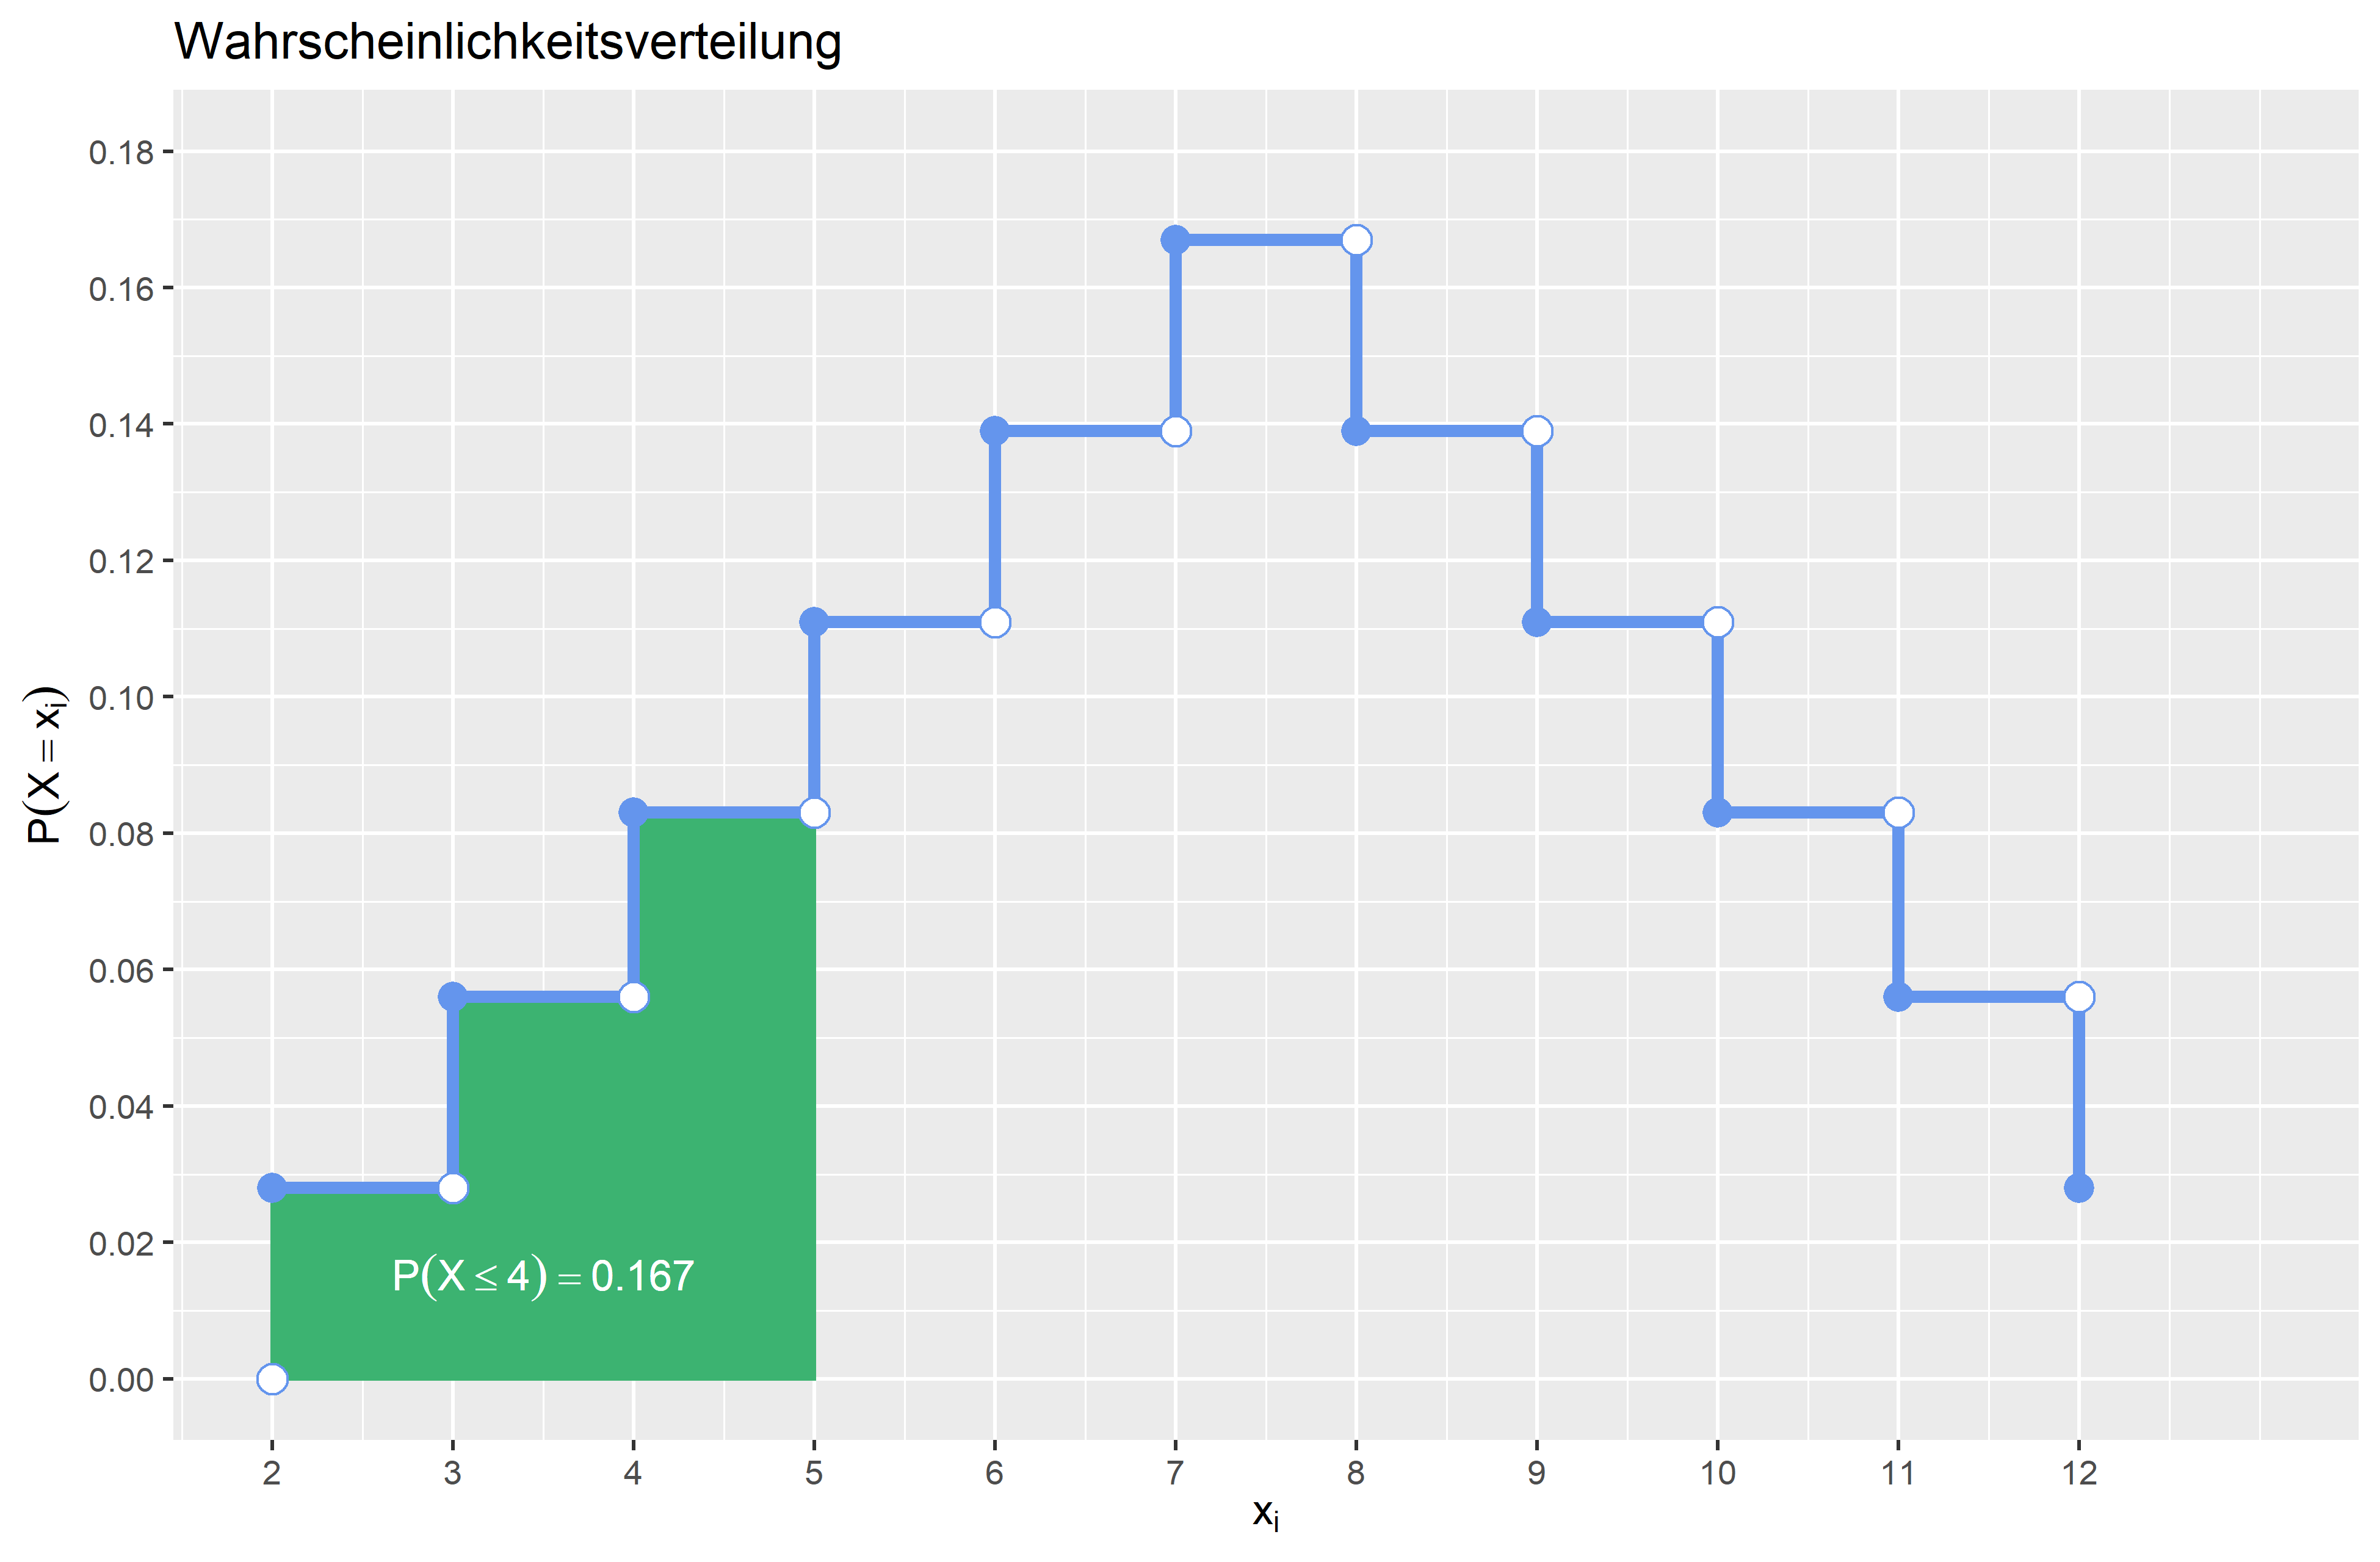 Wahrscheinlichkeitsverteilung
0.18
0.16
0.14
0.12
0.10
0.08
0.06
0.04
0.02
0.00
P(X = xᵢ)
P(X ≤ 4) = 0.167
2 3 4 5 6 7 8 9 10 11 12
xᵢ